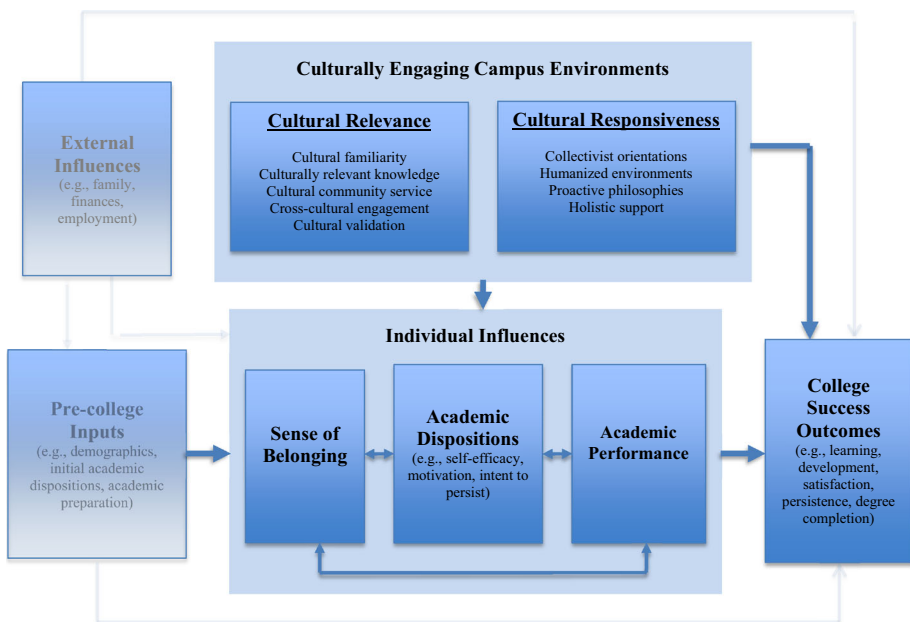 Culturally Engaging Campus Environments
External
Influences
(e.g., family,
finances,
employment)
Cultural Relevance
Cultural familiarity
Culturally relevant knowledge
Cultural community service
Cross-cultural engagement
Cultural validation
Cultural Responsiveness
Collectivist orientations
Humanized environments
Proactive philosophies
Holistic support
Individual Influences
Pre-college
Inputs
(e.g., demographics,
initial academic
dispositions, academic
preparation)
Sense of
Belonging
Academic
Dispositions
(e.g., self-efficacy,
motivation, intent to
persist)
Academic
Performance
College
Success
Outcomes
(e.g., learning,
development,
satisfaction,
persistence, degree
completion)